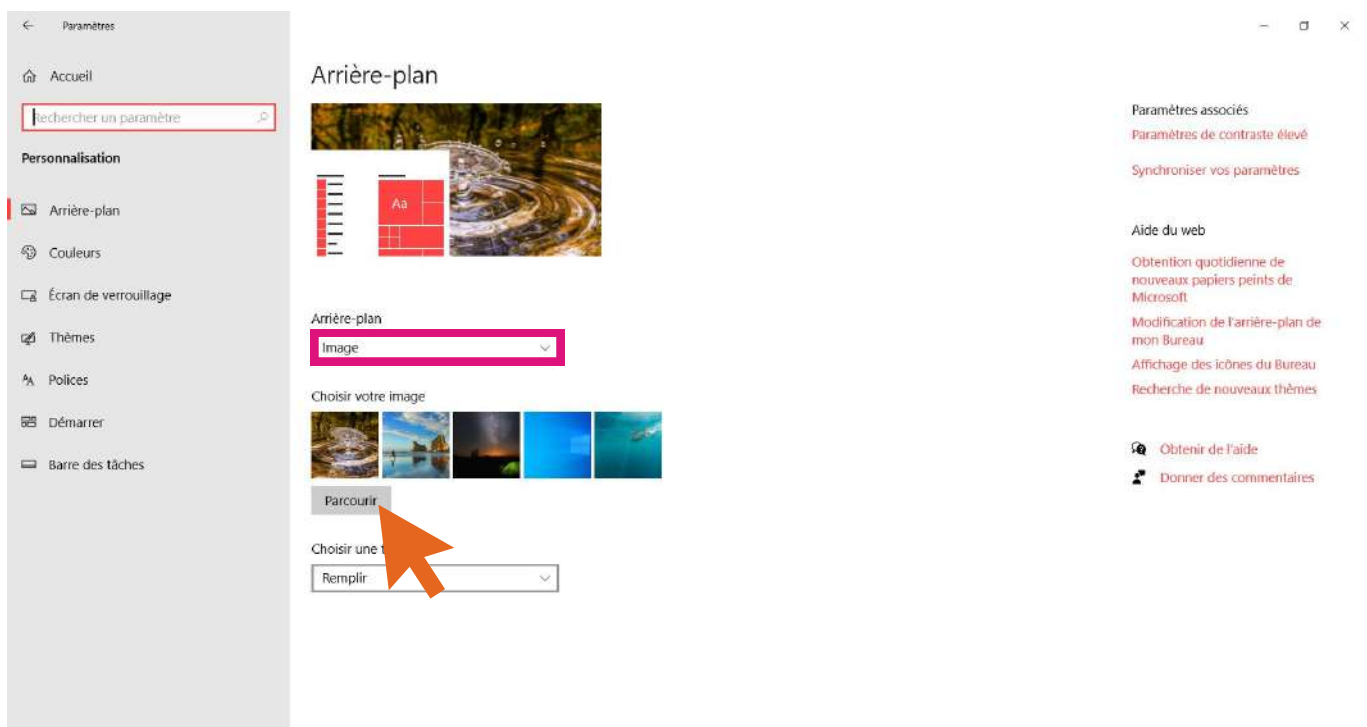 Paramètres
Accueil
Rechercher un paramètre
Personnalisation
Arrière-plan
Couleurs
Écran de verrouillage
Thèmes
Polices
Démarrer
Barre des tâches
Arrière-plan
Aa
Arrière-plan
Image
Choisir votre image
Parcourir
Choisir une
Remplir
Paramètres associés
Paramètres de contraste élevé
Synchroniser vos paramètres
Aide du web
Obtention quotidienne de
nouveaux papiers peints de
Microsoft
Modification de l'arrière-plan de
mon Bureau
Affichage des icônes du Bureau
Recherche de nouveaux thèmes
Obtenir de l'aide
Donner des commentaires